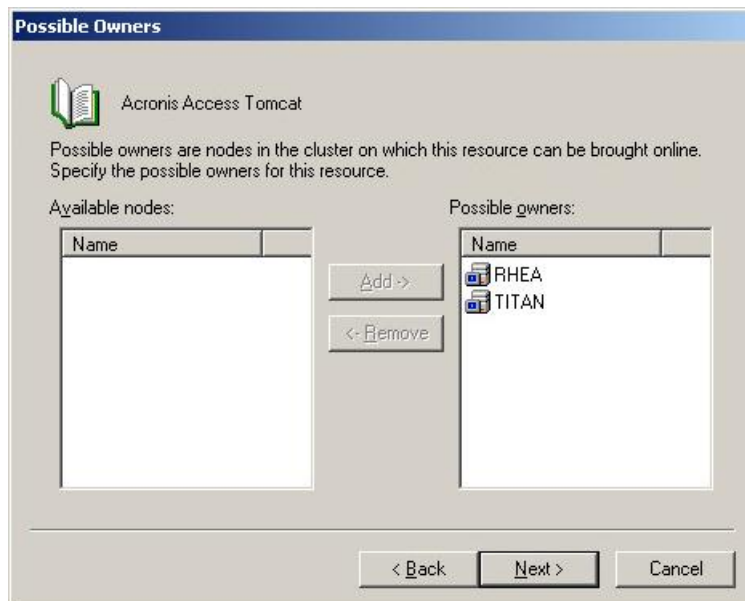 Possible Owners
Acronis Access Tomcat
Possible owners are nodes in the cluster on which this resource can be brought online.
Specify the possible owners for this resource.
Available nodes:
Possible owners:
Name
Name
RHEA
TITAN
Add ->
<- Remove
< Back
Next >
Cancel